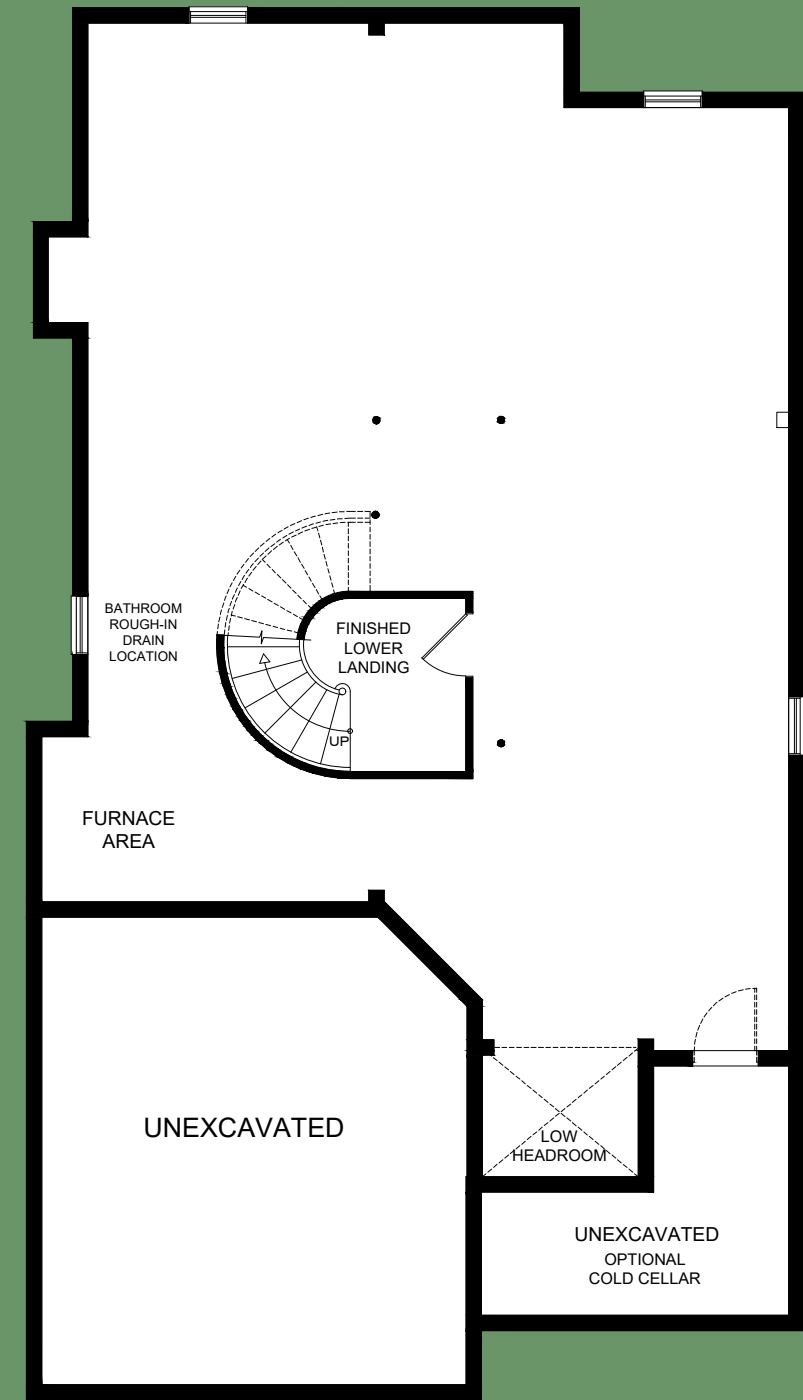 BATHROOM
ROUGH-IN
DRAIN
LOCATION
FINISHED
LOWER
LANDING
UP
FURNACE
AREA
UNEXCAVATED
LOW
HEADROOM
UNEXCAVATED
OPTIONAL
COLD CELLAR